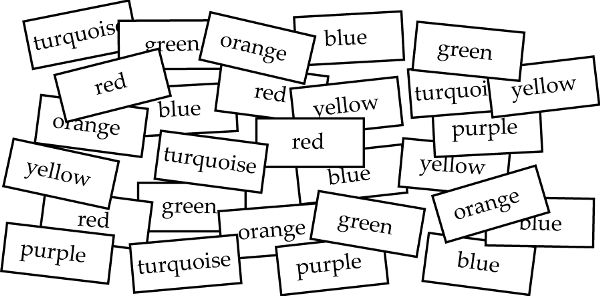 turquoise
green
orange
blue
green
red
red
yellow
turquoi
yellow
orange
blue
red
purple
yellow
turquoise
blue
yellow
red
green
orange
green
orange
blue
purple
turquoise
purple
blue